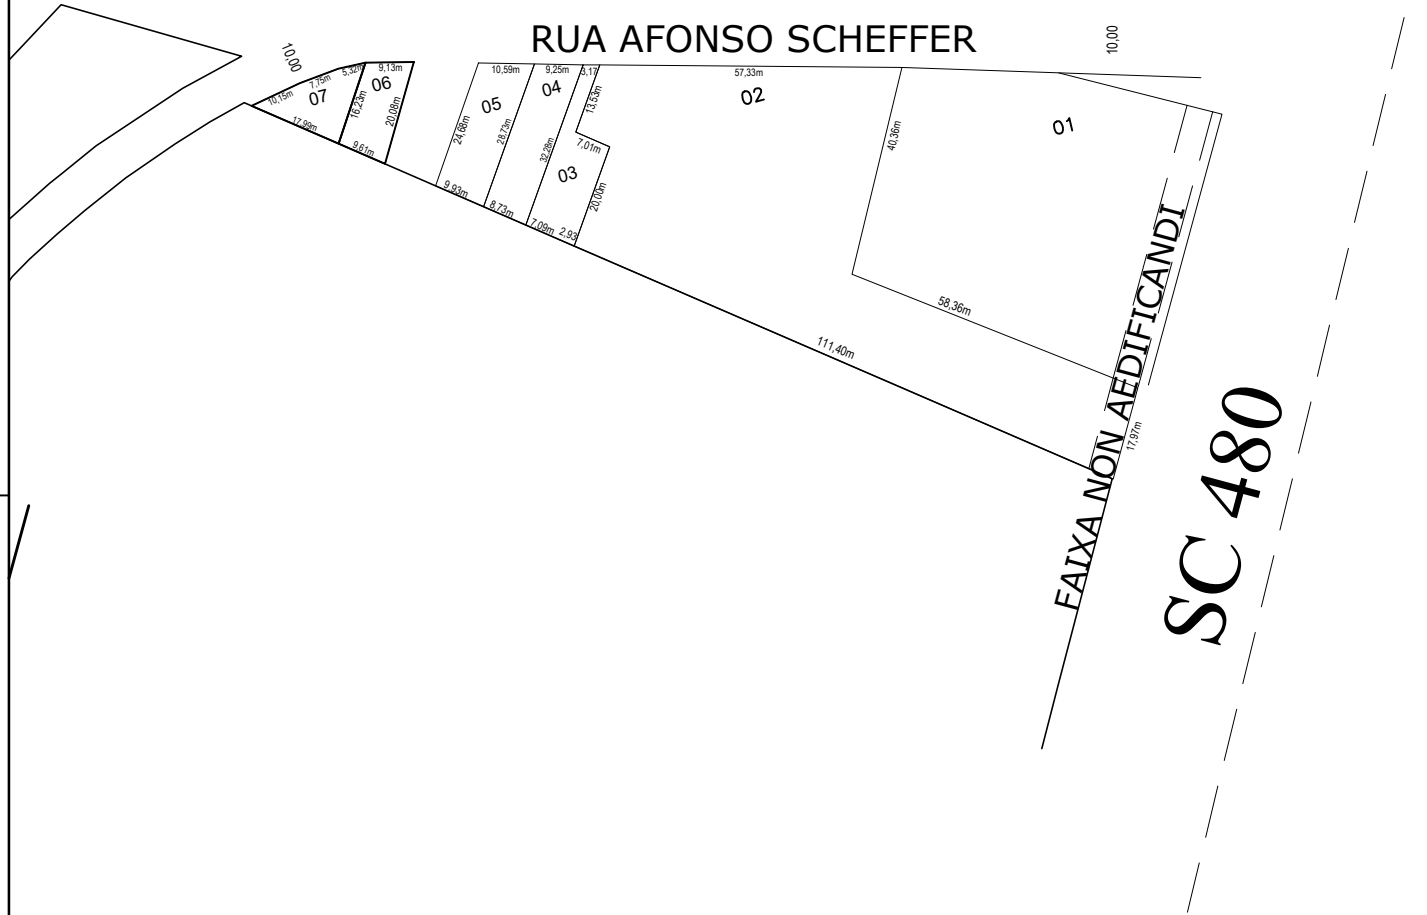 RUA AFONSO SCHEFFER
10,00
10,00
10,15m
7,75m
5,32m
07
17,99m
16,23m
9,13m
06
20,08m
9,61m
10,59m
05
24,68m
28,73m
9,93m
9,25m
04
32,28m
8,73m
3,17
13,53m
7,01m
03
20,00m
7,09m
2,93
57,33m
02
40,36m
01
58,36m
111,40m
17,97m
FAIXA NON AEDIFICANDI
SC 480